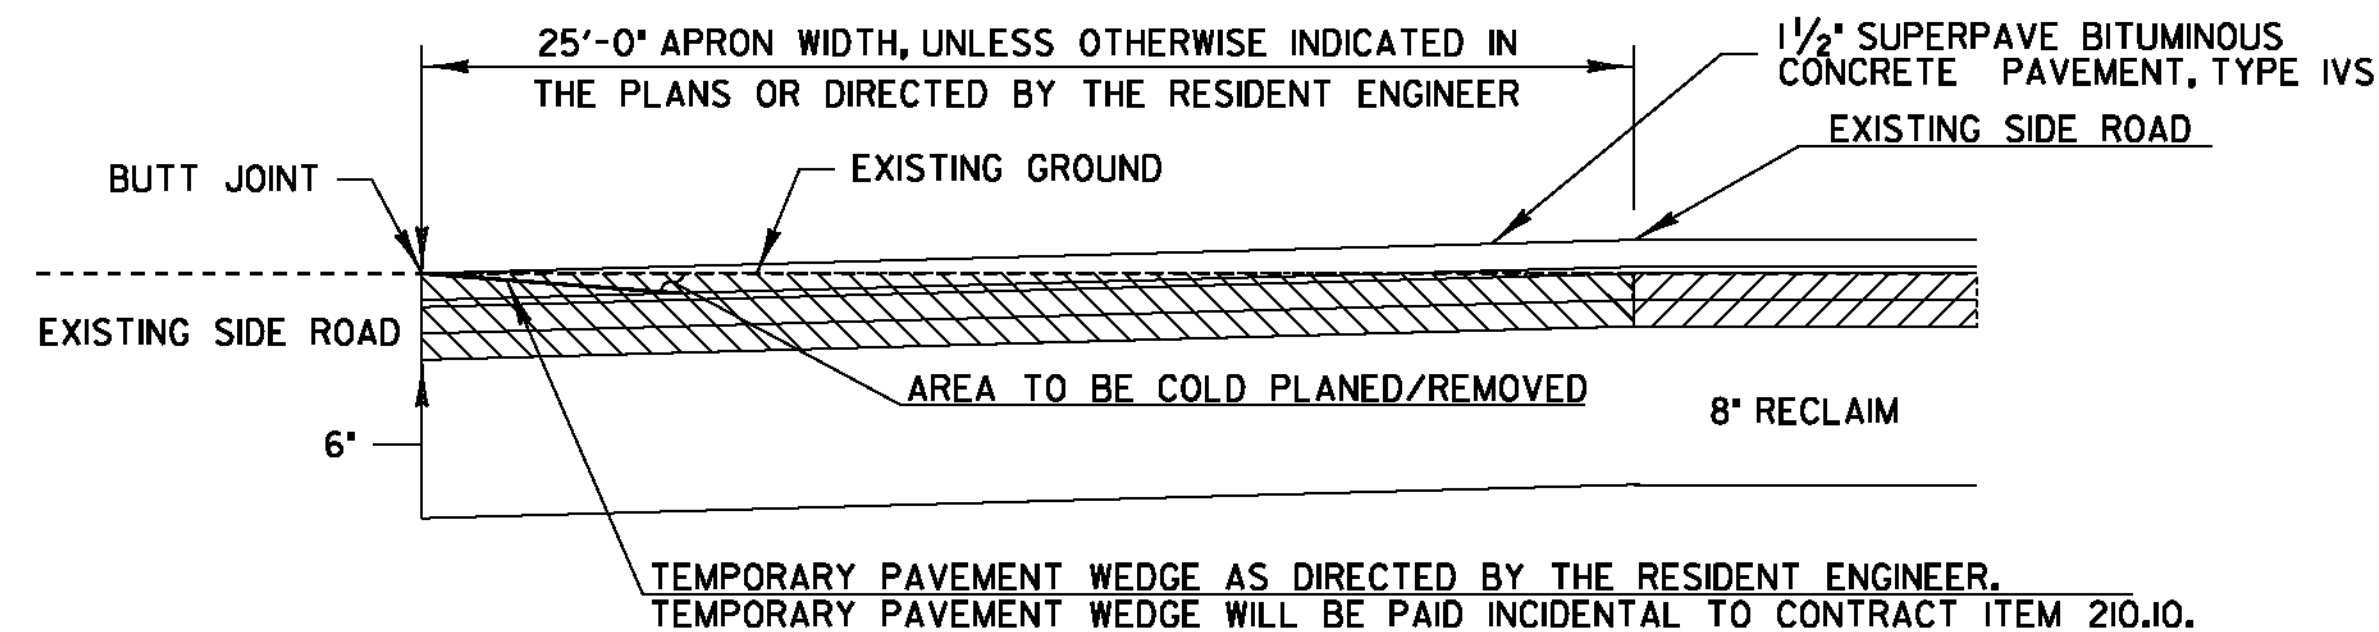 25'-0" APRON WIDTH, UNLESS OTHERWISE INDICATED IN
THE PLANS OR DIRECTED BY THE RESIDENT ENGINEER
1 1/2" SUPERPAVE BITUMINOUS
CONCRETE PAVEMENT, TYPE IVS
EXISTING SIDE ROAD
BUTT JOINT
EXISTING GROUND
EXISTING SIDE ROAD
AREA TO BE COLD PLANED/REMOVED
8" RECLAIM
6"
TEMPORARY PAVEMENT WEDGE AS DIRECTED BY THE RESIDENT ENGINEER.
TEMPORARY PAVEMENT WEDGE WILL BE PAID INCIDENTAL TO CONTRACT ITEM 210.10.